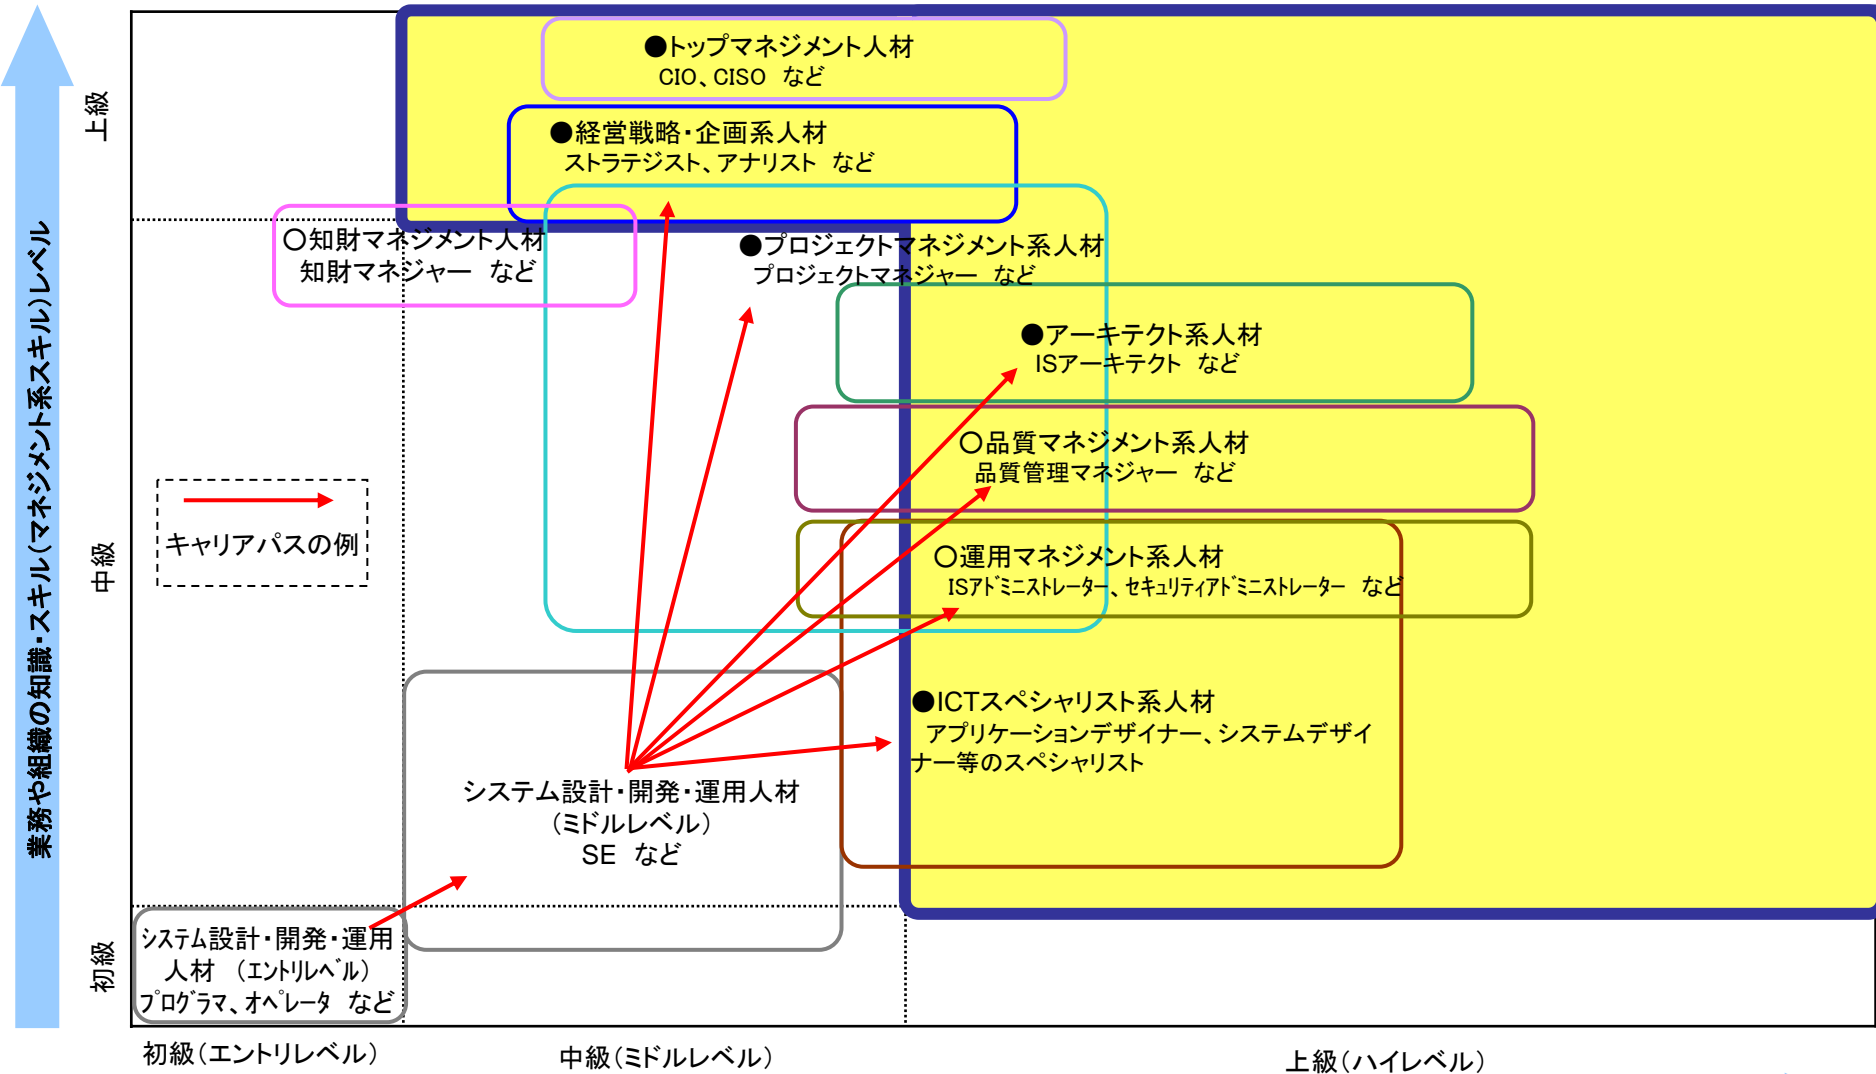 ●トップマネジメント人材
CIO、CISO など
上級
●経営戦略・企画系人材
ストラテジスト、アナリスト など
業務や組織の知識・スキル（マネジメント系スキル）レベル
○知財マネジメント人材
知財マネジャー など
●プロジェクトマネジメント系人材
プロジェクトマネジャー など
●アーキテクト系人材
ISアーキテクト など
○品質マネジメント系人材
品質管理マネジャー など
キャリアパスの例
中級
○運用マネジメント系人材
ISアドミニストレーター、セキュリティアドミニストレーター など
●ICTスペシャリスト系人材
アプリケーションデザイナー、システムデザイ
ナー等のスペシャリスト
システム設計・開発・運用人材
（ミドルレベル）
SE など
初級
システム設計・開発・運用
人材 （エントリレベル）
プログラマ、オペレータ など
初級（エントリレベル）
中級（ミドルレベル）
上級（ハイレベル）